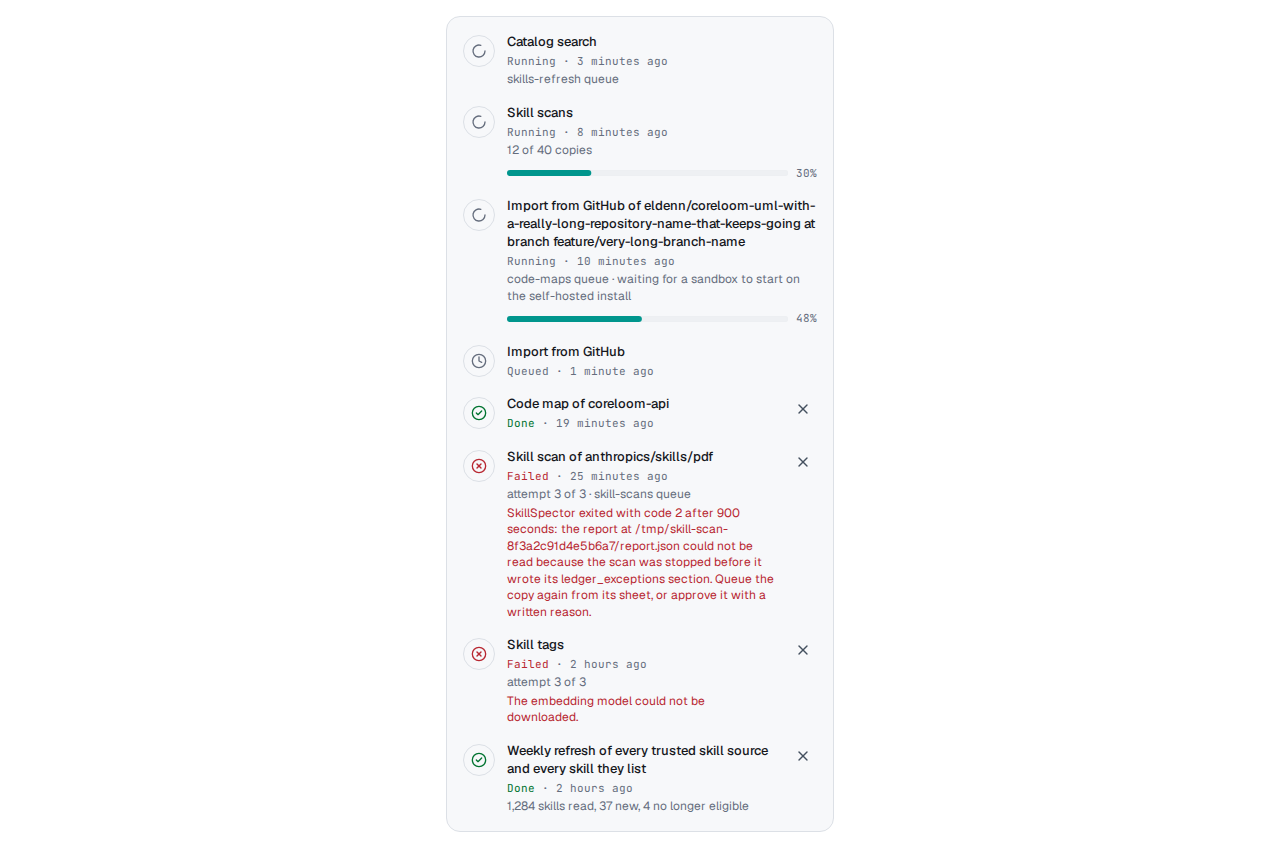 Catalog search
Running · 3 minutes ago
skills-refresh queue
Skill scans
Running · 8 minutes ago
12 of 40 copies
30%
Import from GitHub of eldenn/coreloom-uml-with-
a-really-long-repository-name-that-keeps-going at
branch feature/very-long-branch-name
Running · 10 minutes ago
code-maps queue · waiting for a sandbox to start on
the self-hosted install
48%
Import from GitHub
Queued · 1 minute ago
Code map of coreloom-api
Done · 19 minutes ago
Skill scan of anthropics/skills/pdf
Failed · 25 minutes ago
attempt 3 of 3 · skill-scans queue
SkillSpector exited with code 2 after 900
seconds: the report at /tmp/skill-scan-
8f3a2c91d4e5b6a7/report.json could not be
read because the scan was stopped before it
wrote its ledger_exceptions section. Queue the
copy again from its sheet, or approve it with a
written reason.
Skill tags
Failed · 2 hours ago
attempt 3 of 3
The embedding model could not be
downloaded.
Weekly refresh of every trusted skill source
and every skill they list
Done · 2 hours ago
1,284 skills read, 37 new, 4 no longer eligible